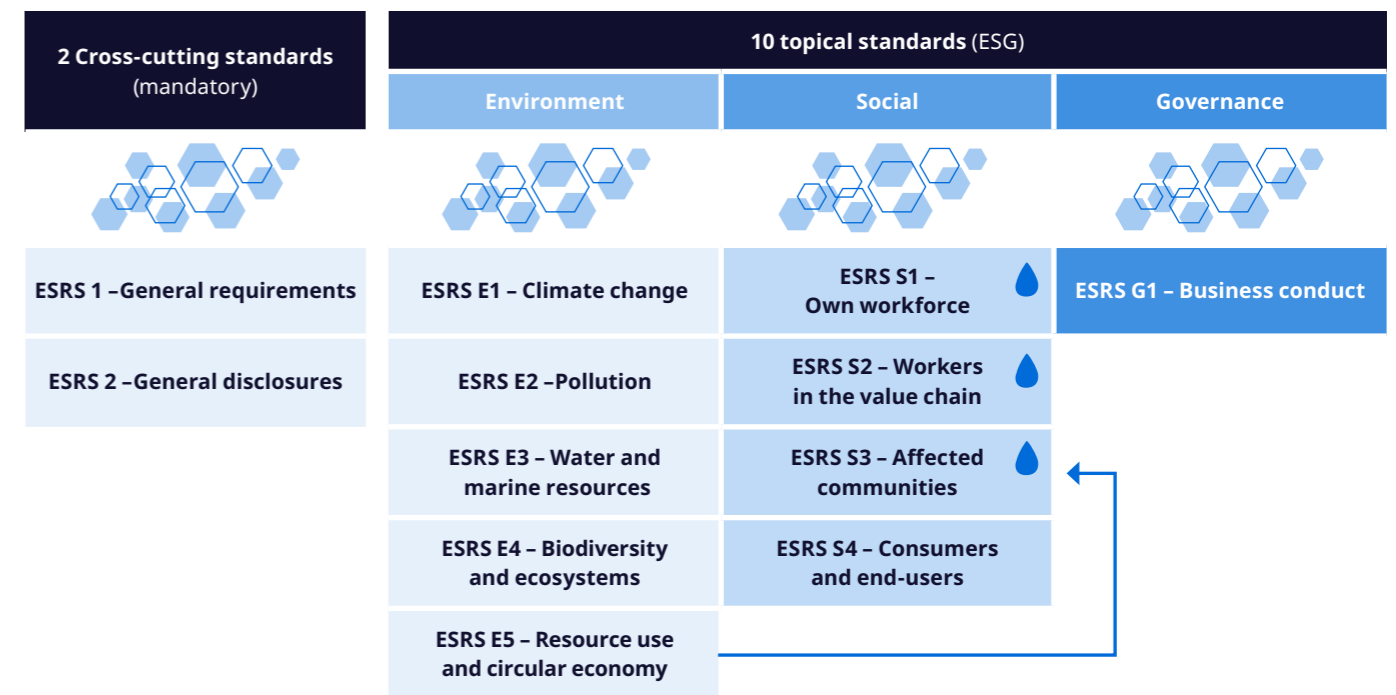 2 Cross-cutting standards
(mandatory)
10 topical standards (ESG)
Environment
Social
Governance
ESRS 1 –General requirements
ESRS 2 –General disclosures
ESRS E1 – Climate change
ESRS E2 –Pollution
ESRS E3 – Water and
marine resources
ESRS E4 – Biodiversity
and ecosystems
ESRS E5 – Resource use
and circular economy
ESRS S1 –
Own workforce
ESRS S2 – Workers
in the value chain
ESRS S3 – Affected
communities
ESRS S4 – Consumers
and end-users
ESRS G1 – Business conduct